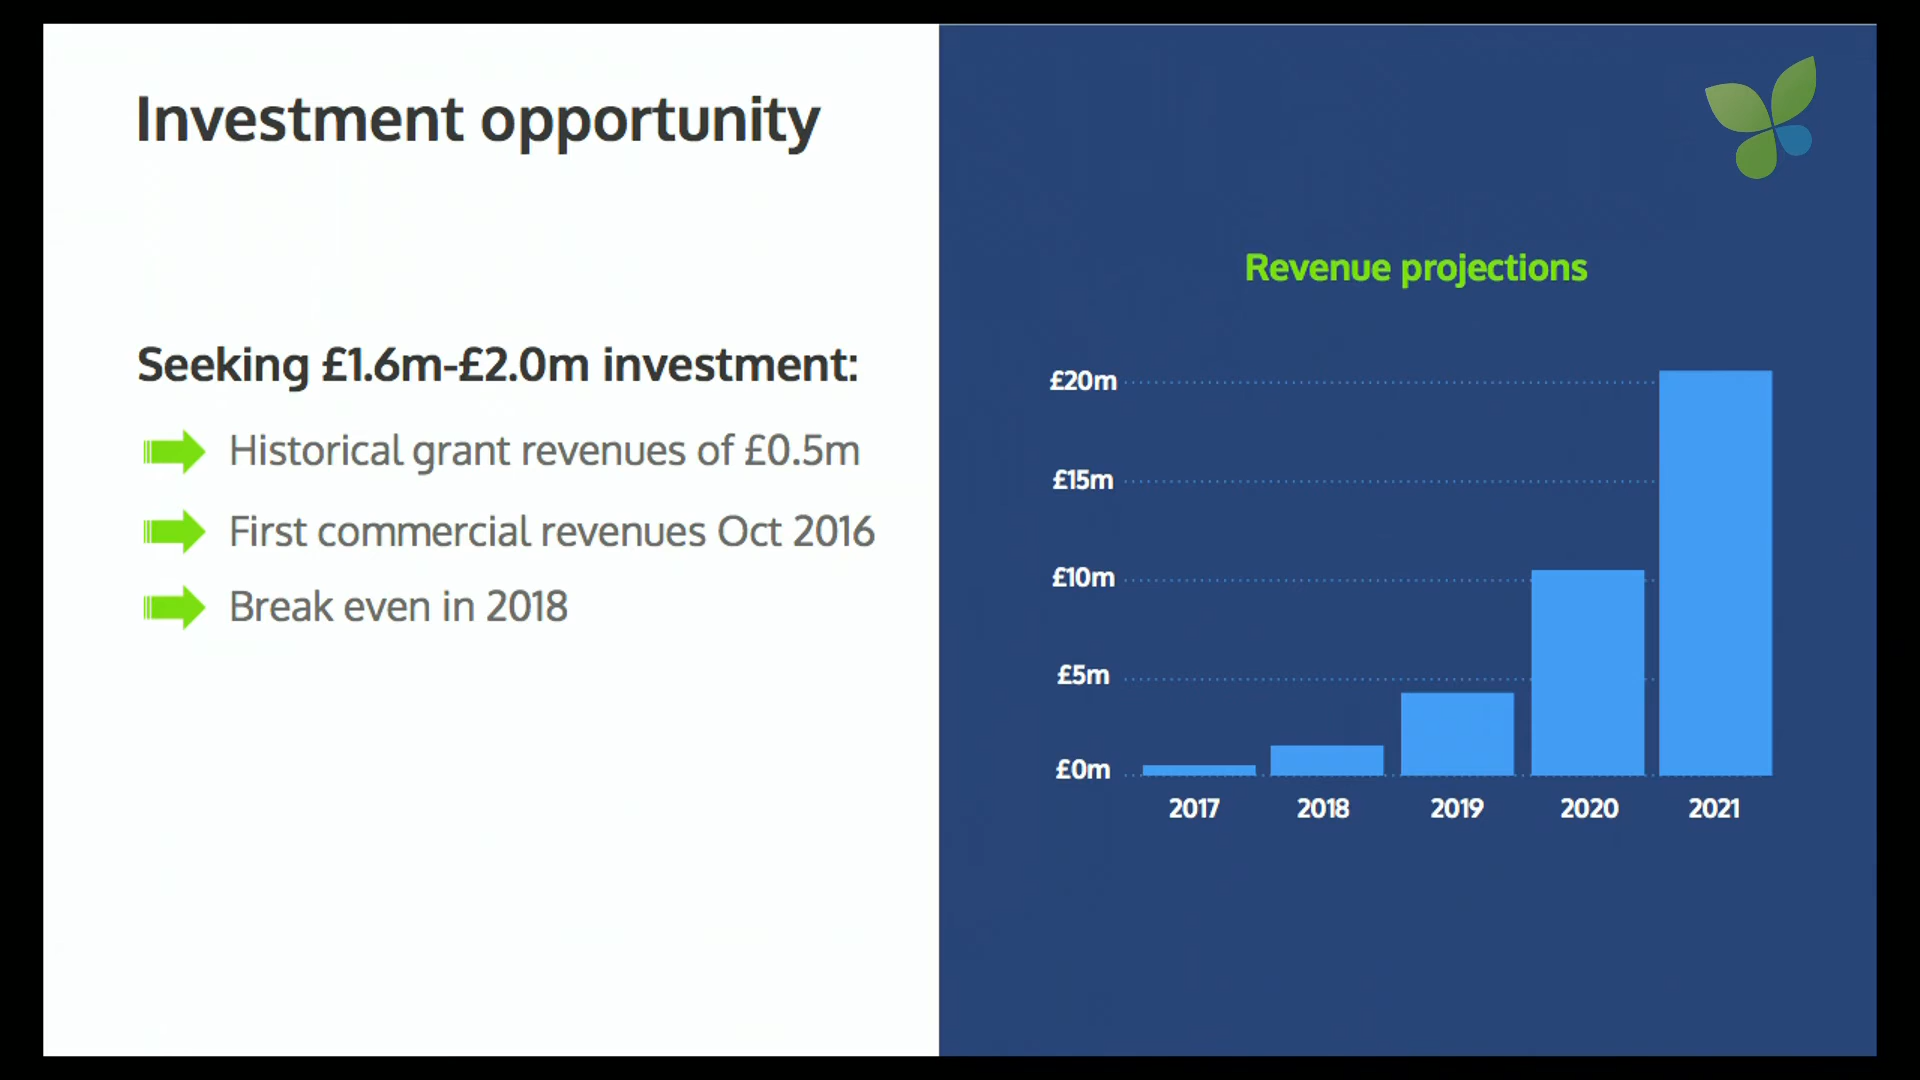 Investment opportunity
Seeking £1.6m-£2.0m investment:
Historical grant revenues of £0.5m
First commercial revenues Oct 2016
Break even in 2018
Revenue projections
£20m
£15m
£10m
£5m
£0m
2017 2018 2019 2020 2021